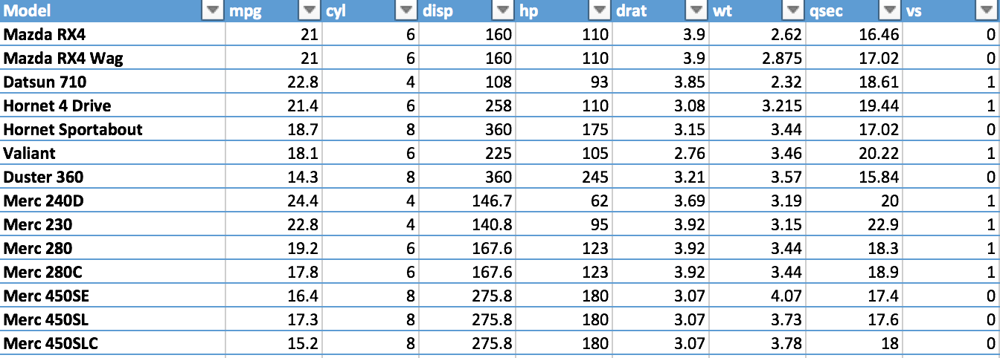 Model mpg cyl disp hp drat wt qsec vs
Mazda RX4 21 6 160 110 3.9 2.62 16.46 0
Mazda RX4 Wag 21 6 160 110 3.9 2.875 17.02 0
Datsun 710 22.8 4 108 93 3.85 2.32 18.61 1
Hornet 4 Drive 21.4 6 258 110 3.08 3.215 19.44 1
Hornet Sportabout 18.7 8 360 175 3.15 3.44 17.02 0
Valiant 18.1 6 225 105 2.76 3.46 20.22 1
Duster 360 14.3 8 360 245 3.21 3.57 15.84 0
Merc 240D 24.4 4 146.7 62 3.69 3.19 20 1
Merc 230 22.8 4 140.8 95 3.92 3.15 22.9 1
Merc 280 19.2 6 167.6 123 3.92 3.44 18.3 1
Merc 280C 17.8 6 167.6 123 3.92 3.44 18.9 1
Merc 450SE 16.4 8 275.8 180 3.07 4.07 17.4 0
Merc 450SL 17.3 8 275.8 180 3.07 3.73 17.6 0
Merc 450SLC 15.2 8 275.8 180 3.07 3.78 18 0